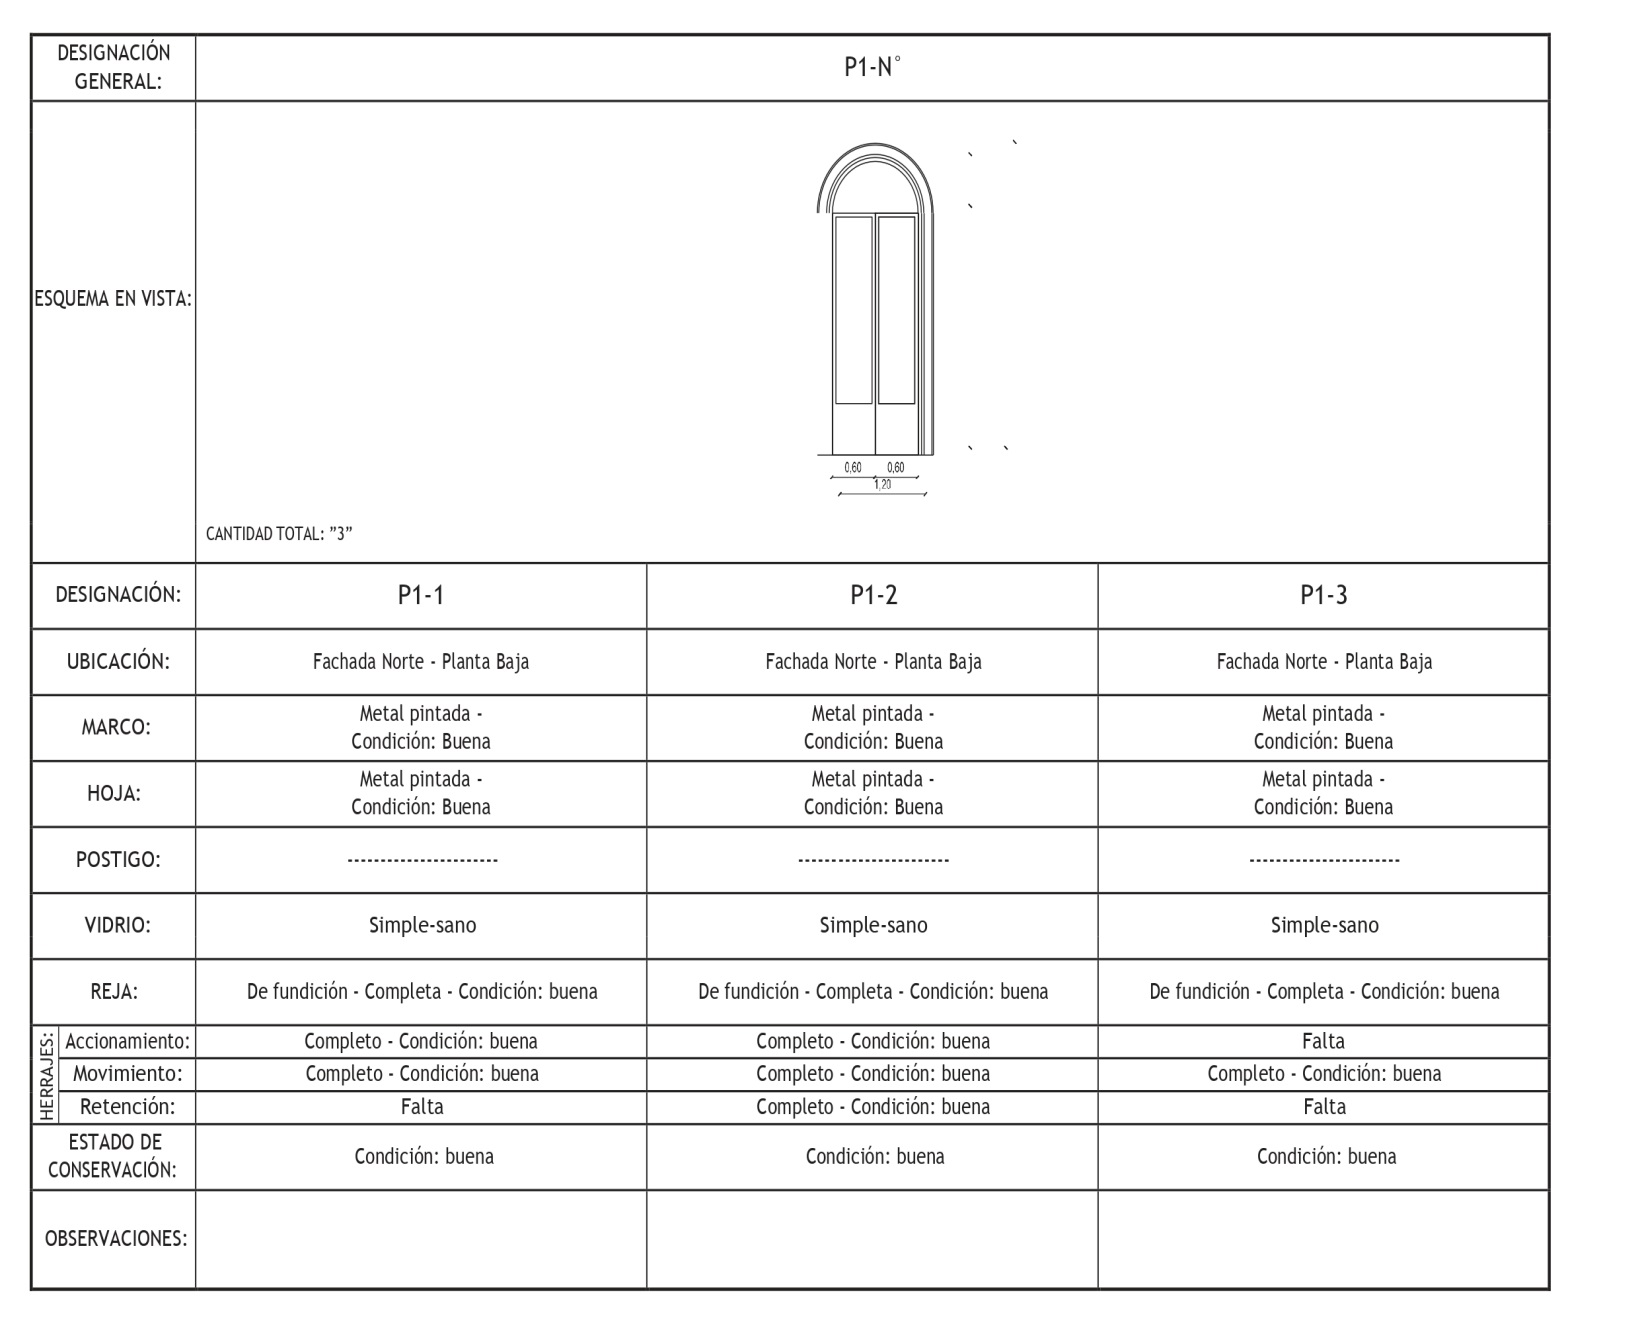 DESIGNACIÓN
GENERAL:
P1-N°
ESQUEMA EN VISTA:
0,60 0,60
1,20
CANTIDAD TOTAL: ”3”
DESIGNACIÓN: P1-1 P1-2 P1-3
UBICACIÓN: Fachada Norte - Planta Baja Fachada Norte - Planta Baja Fachada Norte - Planta Baja
MARCO:
Metal pintada - Metal pintada - Metal pintada -
Condición: Buena Condición: Buena Condición: Buena
HOJA:
Metal pintada - Metal pintada - Metal pintada -
Condición: Buena Condición: Buena Condición: Buena
POSTIGO: ----------------------- ----------------------- -----------------------
VIDRIO: Simple-sano Simple-sano Simple-sano
REJA: De fundición - Completa - Condición: buena De fundición - Completa - Condición: buena De fundición - Completa - Condición: buena
HERRAJES:
Accionamiento: Completo - Condición: buena Completo - Condición: buena Falta
Movimiento: Completo - Condición: buena Completo - Condición: buena Completo - Condición: buena
Retención: Falta Completo - Condición: buena Falta
ESTADO DE
CONSERVACIÓN: Condición: buena Condición: buena Condición: buena
OBSERVACIONES: